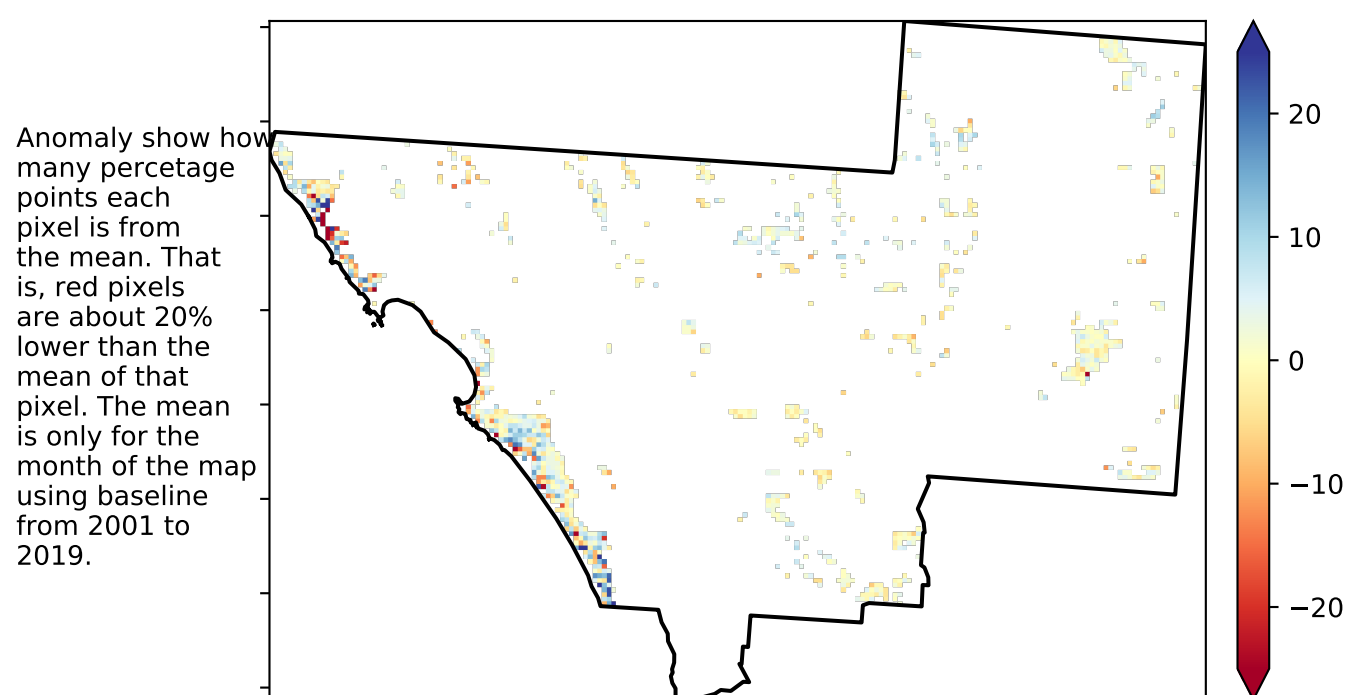 Anomaly show how
many percetage
points each
pixel is from
the mean. That
is, red pixels
are about 20%
lower than the
mean of that
pixel. The mean
is only for the
month of the map
using baseline
from 2001 to
2019.
20
10
0
−10
−20